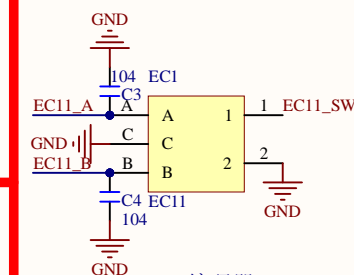 GND
104 EC1
C3
EC11_A A A 1 1 EC11_SW
GND C C
EC11_B B B 2 2
C4 EC11
104
GND
GND